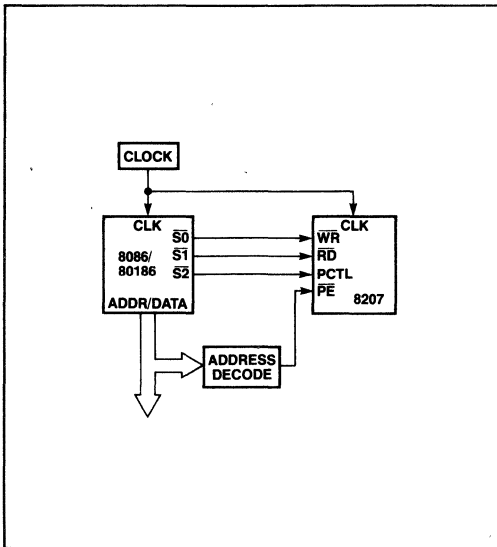 CLOCK
CLK
S0
S1
S2
8086/
80186
ADDR/DATA
CLK
WR
RD
PCTL
PE
8207
ADDRESS
DECODE